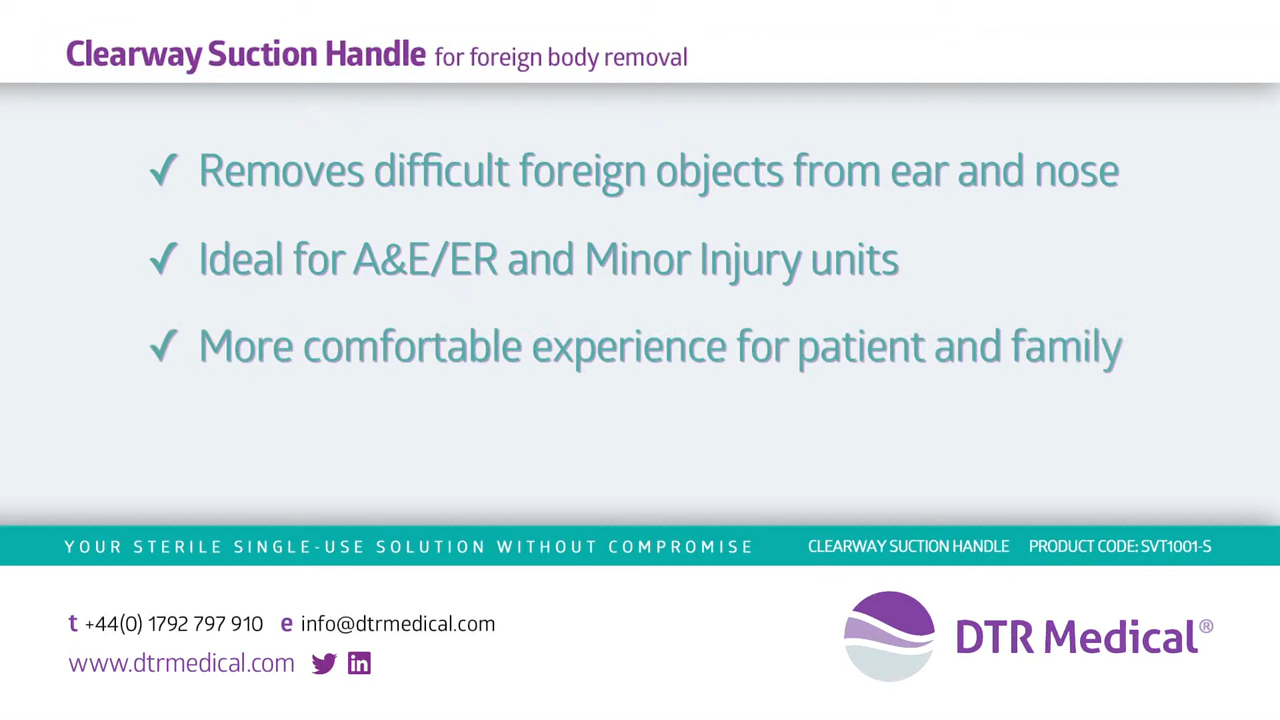 Clearway Suction Handle for foreign body removal
✓ Removes difficult foreign objects from ear and nose
✓ Ideal for A&E/ER and Minor Injury units
✓ More comfortable experience for patient and family
YOUR STERILE SINGLE-USE SOLUTION WITHOUT COMPROMISE CLEARWAY SUCTION HANDLE PRODUCT CODE: SVT1001-S
t +44(0) 1792 797 910 e info@dtrmedical.com
www.dtrmedical.com
DTR Medical®